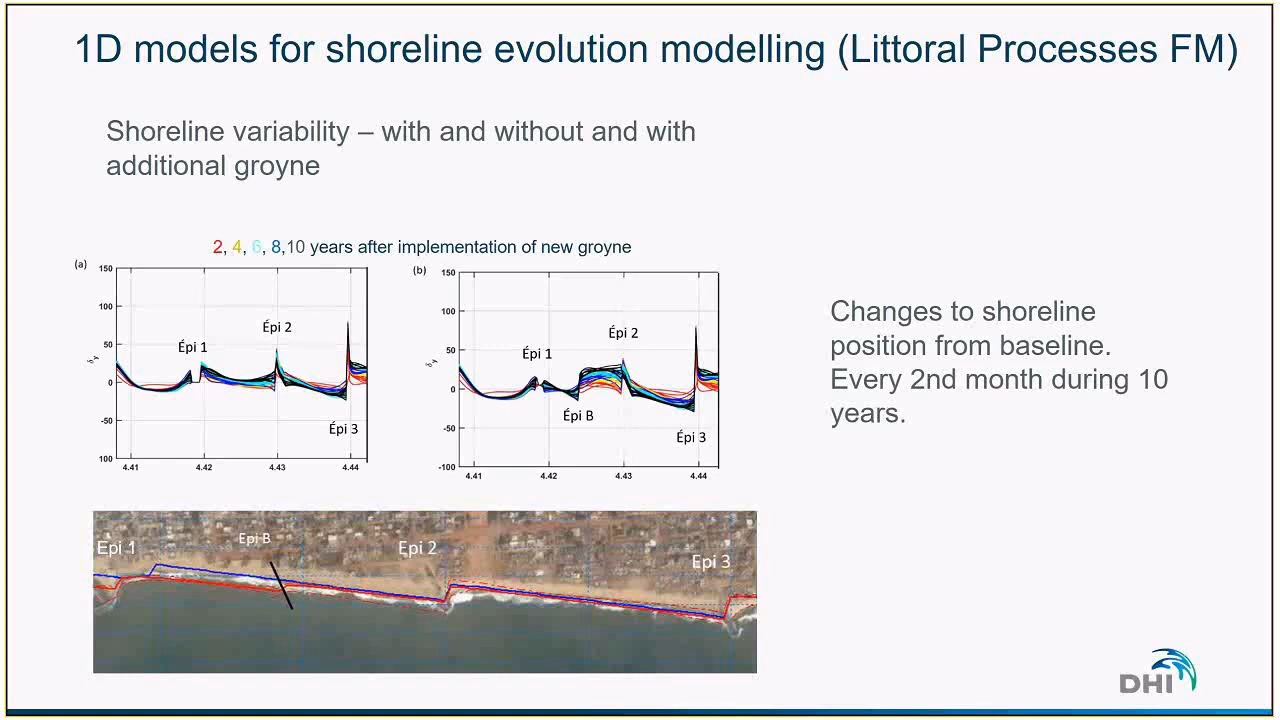 1D models for shoreline evolution modelling (Littoral Processes FM)
Shoreline variability – with and without and with
additional groyne
2, 4, 6, 8,10 years after implementation of new groyne
(a)
150
100
50
0
-50
100
δy
Épi 1
Épi 2
Épi 3
4.41
4.42
4.43
4.44
(b)
150
100
50
0
-50
-100
δy
Épi 1
Épi 2
Épi B
Épi 3
4.41
4.42
4.43
4.44
Changes to shoreline
position from baseline.
Every 2nd month during 10
years.
Epi 1
Epi B
Epi 2
Epi 3
DHI